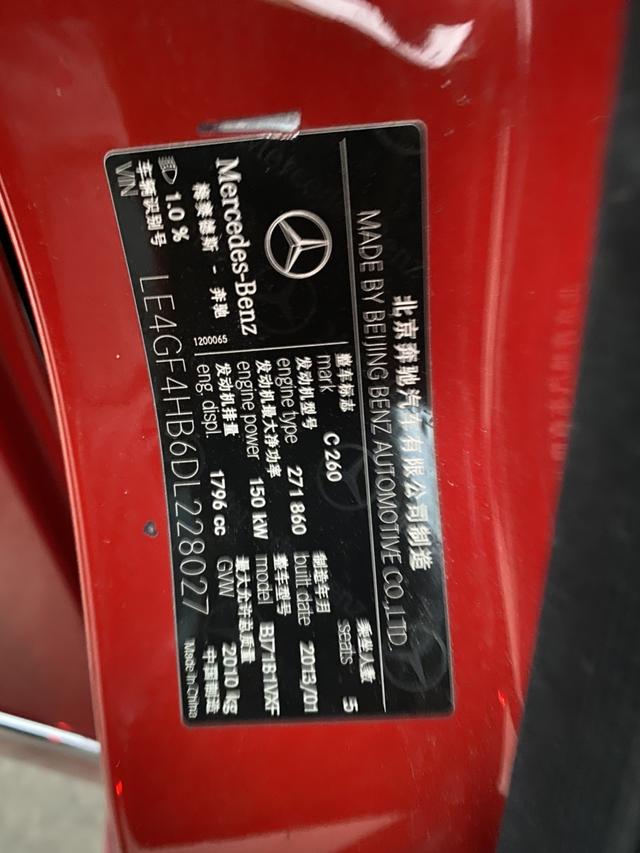 北京奔驰汽车有限公司制造
MADE BY BEIJING BENZ AUTOMOTIVE CO.,LTD.
Mercedes-Benz
梅赛德斯 - 奔驰
1200065
整车标志 mark C 260
乘坐人数 seats 5
发动机型号 engine type 271 860
制造年月 built date 2013/01
发动机最大净功率 engine power 150 kW
整车型号 model
发动机排量 eng. displ. 1796 cc
最大允许总质量 GVW 2010 kg
1.0 %
车辆识别号 VIN LE4GF4HB6DL228027
中国制造
Made in China